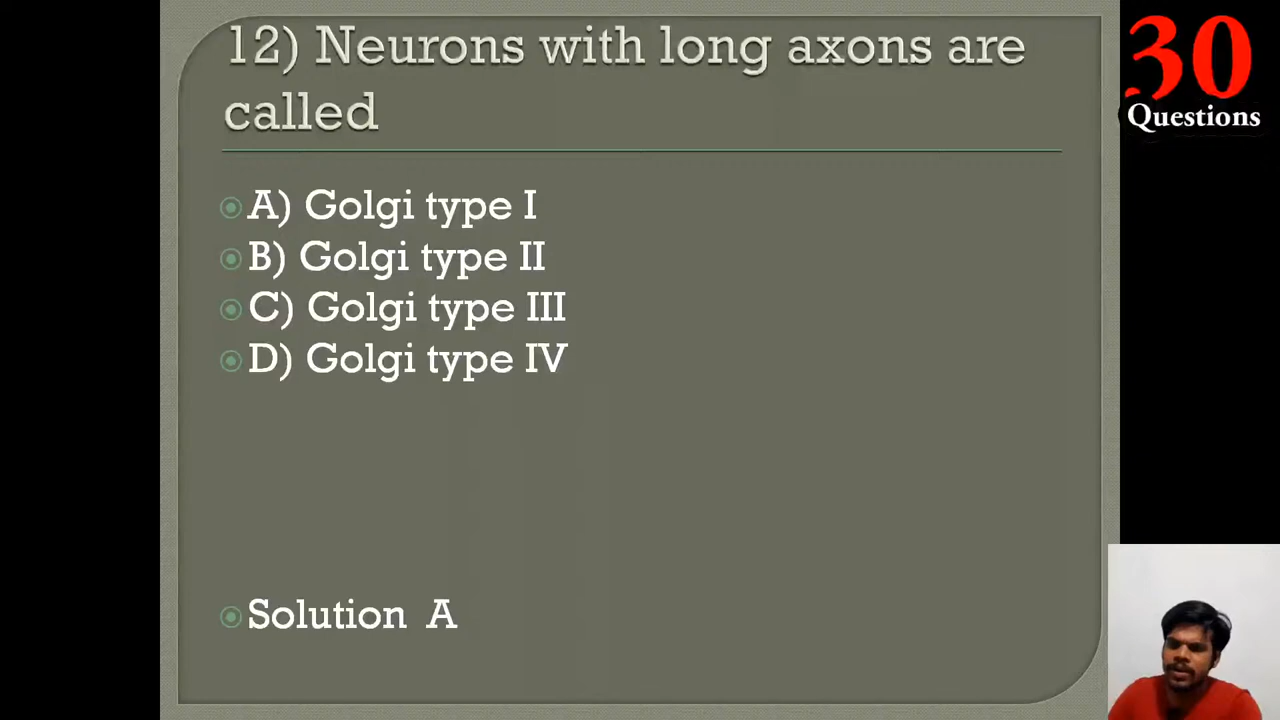 12) Neurons with long axons are
called
A) Golgi type I
B) Golgi type II
C) Golgi type III
D) Golgi type IV
Solution A
30
Questions